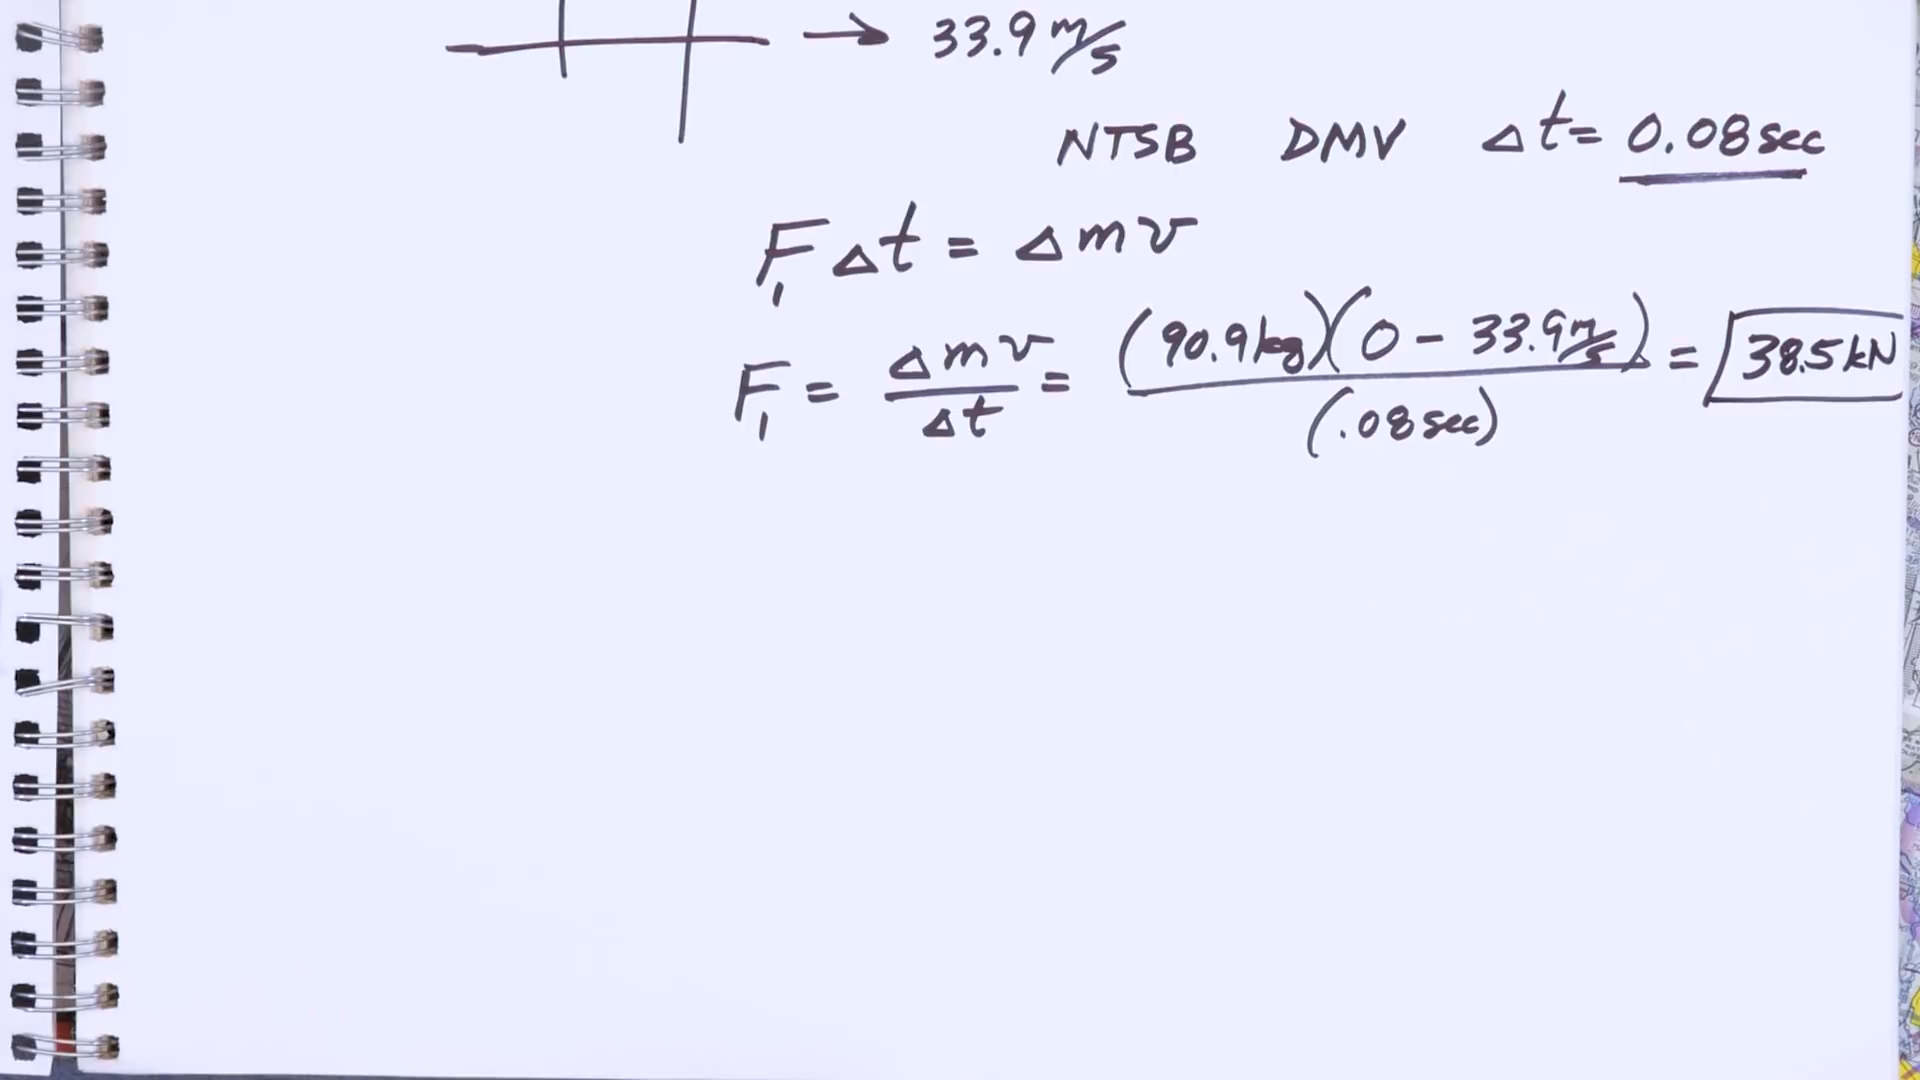 → 33.9 m/s
NTSB DMV Δt = 0.08 sec
F₁ Δt = Δmv
F₁ = Δmv/Δt = (90.9 kg)(0 - 33.9 m/s)/(.08 sec) = 38.5 kN